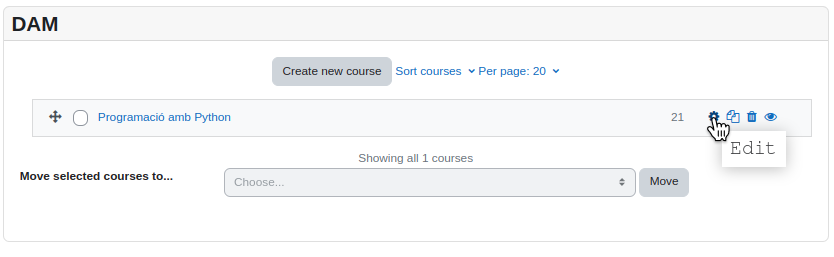 DAM
Create new course Sort courses Per page: 20
Programació amb Python 21
Edit
Showing all 1 courses
Move selected courses to... Choose... Move